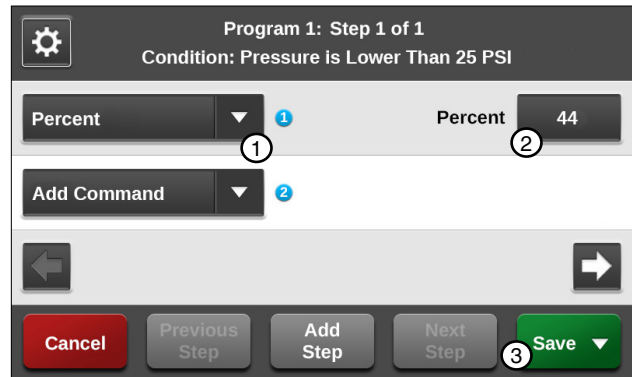 Program 1: Step 1 of 1
Condition: Pressure is Lower Than 25 PSI
Percent 1 Percent 44
1 2
Add Command 2
Cancel Previous Step Add Step Next Step 3 Save